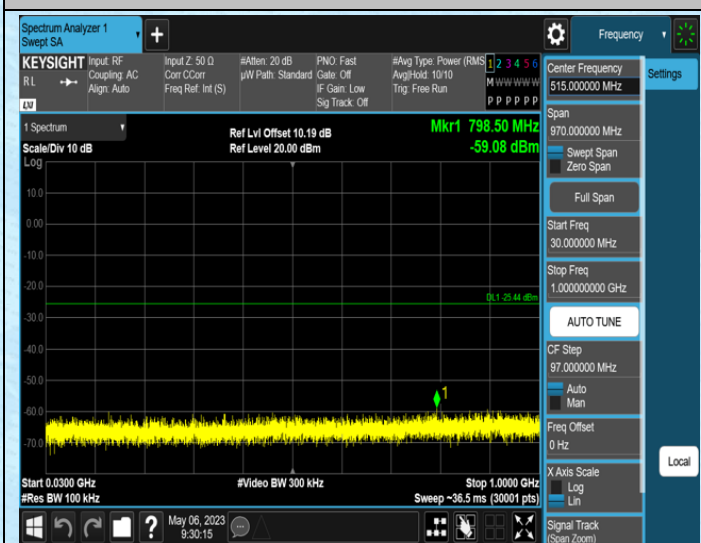 Spectrum Analyzer 1
Swept SA
+
Frequency
KEYSIGHT
RL
LXI
Input: RF
Coupling: AC
Align: Auto
Input Z: 50 Ω
Corr CCorr
Freq Ref: Int (S)
#Atten: 20 dB
µW Path: Standard
PNO: Fast
Gate: Off
IF Gain: Low
Sig Track: Off
#Avg Type: Power (RMS
Avg|Hold: 10/10
Trig: Free Run
1 2 3 4 5 6
M W W W W W
P P P P P P
1 Spectrum
Scale/Div 10 dB
Log
Ref Lvl Offset 10.19 dB
Ref Level 20.00 dBm
Mkr1 798.50 MHz
-59.08 dBm
10.0
0.00
-10.0
-20.0
DL1 -25.44 dBm
-30.0
-40.0
-50.0
1
-60.0
-70.0
Start 0.0300 GHz
#Res BW 100 kHz
#Video BW 300 kHz
Stop 1.0000 GHz
Sweep ~36.5 ms (30001 pts)
?
May 06, 2023
9:30:15
Center Frequency
515.000000 MHz
Settings
Span
970.000000 MHz
Swept Span
Zero Span
Full Span
Start Freq
30.000000 MHz
Stop Freq
1.000000000 GHz
AUTO TUNE
CF Step
97.000000 MHz
Auto
Man
Freq Offset
0 Hz
X Axis Scale
Log
Lin
Local
Signal Track
(Span Zoom)